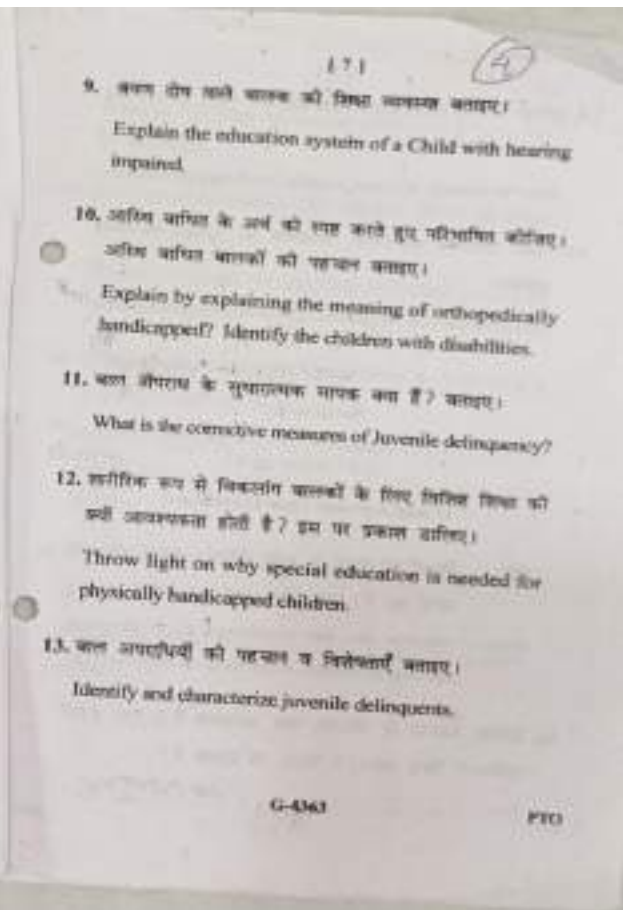 [ 7 ]
4
9. श्रवण दोष वाले बालक की शिक्षा व्यवस्था बताइए।
Explain the education system of a Child with hearing
impaired.
10. अस्थि बाधित के अर्थ को स्पष्ट करते हुए परिभाषित कीजिए।
अस्थि बाधित बालकों की पहचान बताइए।
Explain by explaining the meaning of orthopedically
handicapped? Identify the children with disabilities.
11. बाल अपराध के सुधारात्मक मापक क्या हैं? बताइए।
What is the corrective measures of Juvenile delinquency?
12. शारीरिक रूप से विकलांग बालकों के लिए विशिष्ट शिक्षा की
क्यों आवश्यकता होती है? इस पर प्रकाश डालिए।
Throw light on why special education is needed for
physically handicapped children.
13. बाल अपराधियों की पहचान व विशेषताएँ बताइए।
Identify and characterize juvenile delinquents.
G-4363
PTO